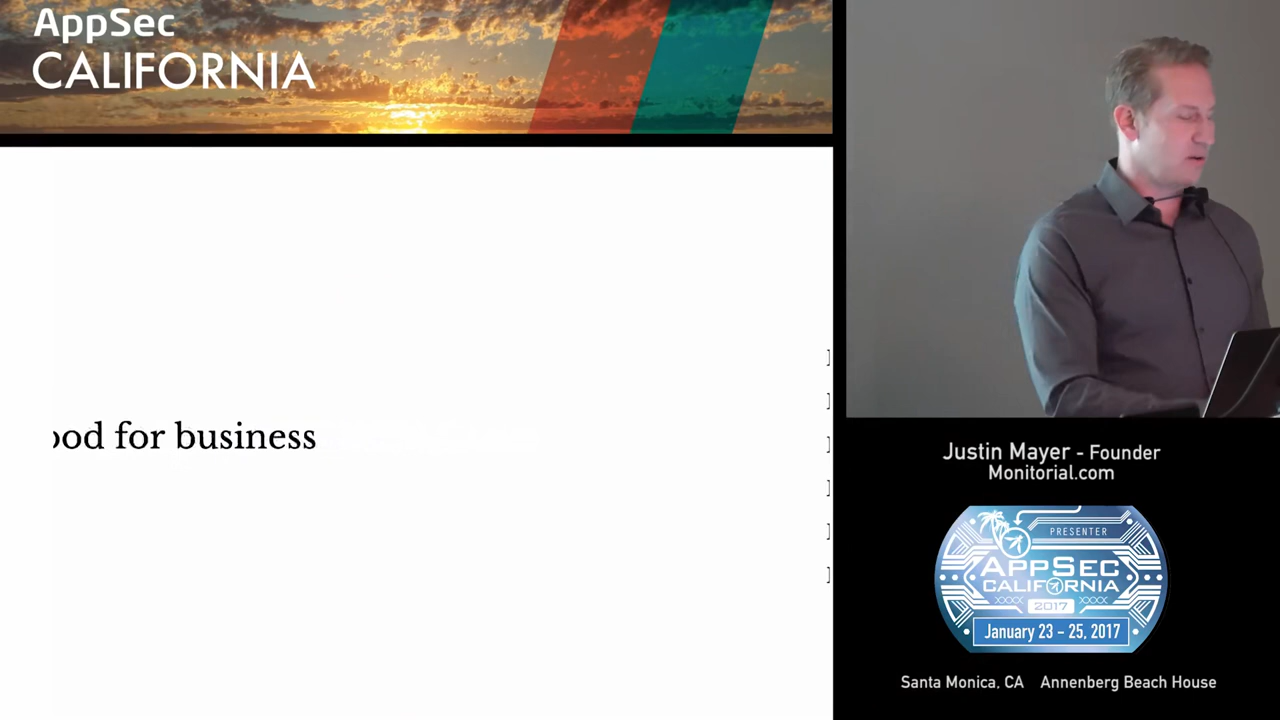 AppSec
CALIFORNIA
ood for business
Justin Mayer - Founder
Monitorial.com
PRESENTER
APPSEC
CALIFORNIA
2017
January 23 - 25, 2017
Santa Monica, CA Annenberg Beach House